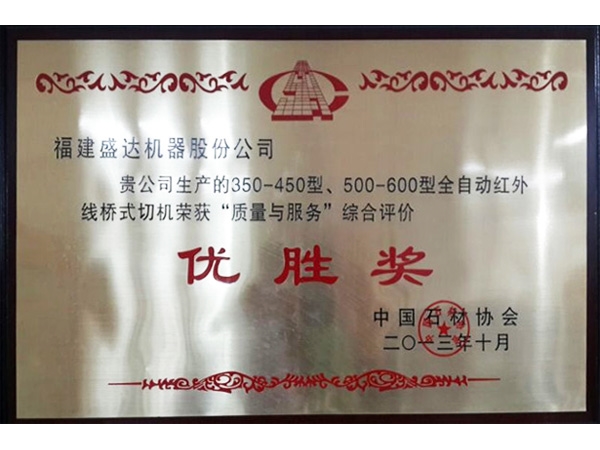 福建盛达机器股份公司
贵公司生产的350-450型、500-600型全自动红外
线桥式切机荣获“质量与服务”综合评价
优胜奖
中国石材协会
二〇一三年十月